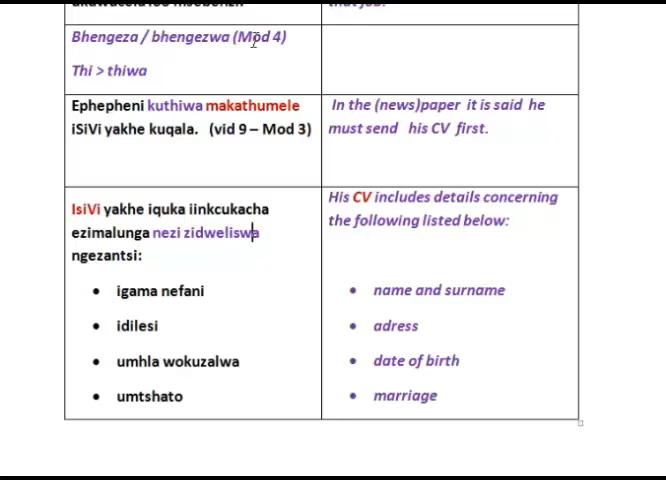 that job.
Bhengeza / bhengezwa (Mod 4)
Thi > thiwa
Ephepheni kuthiwa makathumele
iSiVi yakhe kuqala. (vid 9 – Mod 3)
In the (news)paper it is said he
must send his CV first.
IsiVi yakhe iquka iinkcukacha
ezimalunga nezi zidweliswa
ngezantsi:
• igama nefani
• idilesi
• umhla wokuzalwa
• umtshato
His CV includes details concerning
the following listed below:
• name and surname
• adress
• date of birth
• marriage